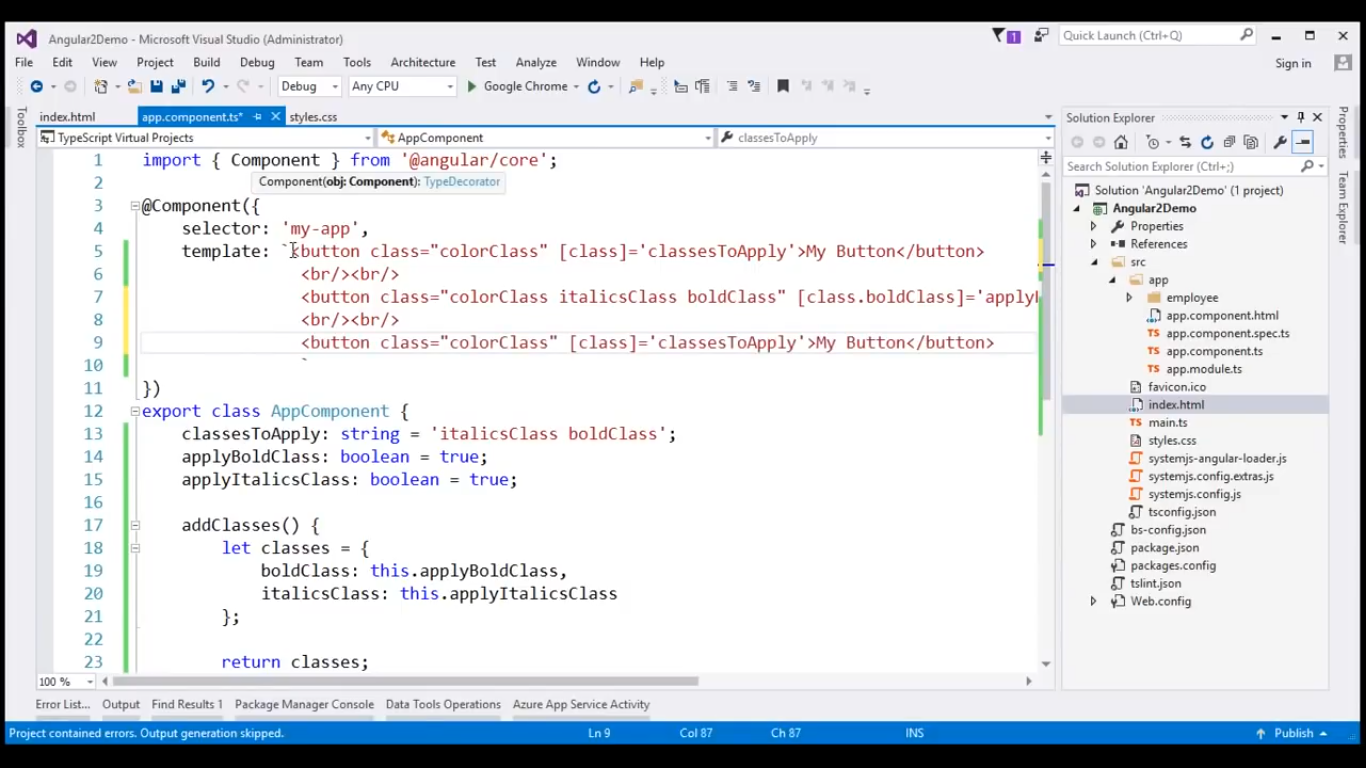 Angular2Demo - Microsoft Visual Studio (Administrator)
1
Quick Launch (Ctrl+Q)
File Edit View Project Build Debug Team Tools Architecture Test Analyze Window Help
Sign in
Debug Any CPU Google Chrome
index.html app.component.ts* styles.css
TypeScript Virtual Projects AppComponent classesToApply
1 import { Component } from '@angular/core';
2
Component(obj: Component): TypeDecorator
3 @Component({
4 selector: 'my-app',
5 template: `<button class="colorClass" [class]='classesToApply'>My Button</button>
6 <br/><br/>
7 <button class="colorClass italicsClass boldClass" [class.boldClass]='applyB
8 <br/><br/>
9 <button class="colorClass" [class]='classesToApply'>My Button</button>
10 `
11 })
12 export class AppComponent {
13 classesToApply: string = 'italicsClass boldClass';
14 applyBoldClass: boolean = true;
15 applyItalicsClass: boolean = true;
16
17 addClasses() {
18 let classes = {
19 boldClass: this.applyBoldClass,
20 italicsClass: this.applyItalicsClass
21 };
22
23 return classes;
100 %
Toolbox
Solution Explorer
Search Solution Explorer (Ctrl+;)
Solution 'Angular2Demo' (1 project)
Angular2Demo
Properties
References
src
app
employee
app.component.html
app.component.spec.ts
app.component.ts
app.module.ts
favicon.ico
index.html
main.ts
styles.css
systemjs-angular-loader.js
systemjs.config.extras.js
systemjs.config.js
tsconfig.json
bs-config.json
package.json
packages.config
tslint.json
Web.config
Properties
Team Explorer
Error List... Output Find Results 1 Package Manager Console Data Tools Operations Azure App Service Activity
Project contained errors. Output generation skipped. Ln 9 Col 87 Ch 87 INS Publish